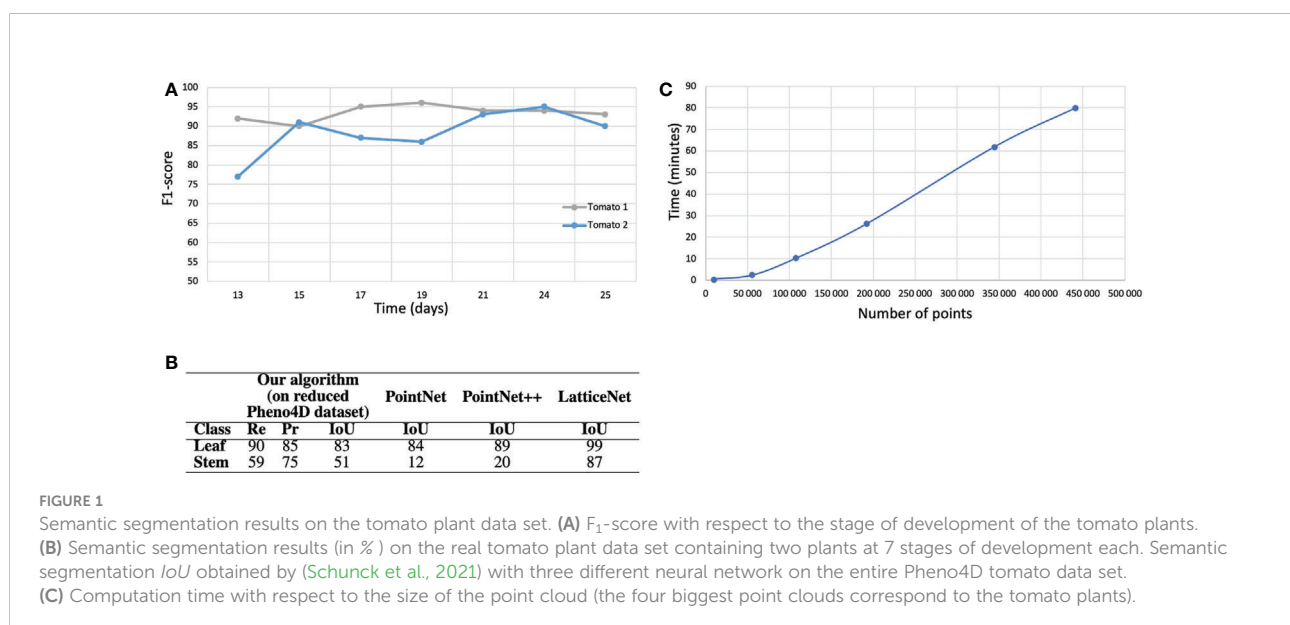 A
100
95
90
85
80
75
70
65
60
55
50
F1-score
Tomato 1
Tomato 2
13 15 17 19 21 24 25
Time (days)
C
90
80
70
60
50
40
30
20
10
0
Time (minutes)
0 50 000 100 000 150 000 200 000 250 000 300 000 350 000 400 000 450 000 500 000
Number of points
B
Our algorithm
(on reduced PointNet PointNet++ LatticeNet
Pheno4D dataset)
Class Re Pr IoU IoU IoU IoU
Leaf 90 85 83 84 89 99
Stem 59 75 51 12 20 87
FIGURE 1
Semantic segmentation results on the tomato plant data set. (A) F₁-score with respect to the stage of development of the tomato plants.
(B) Semantic segmentation results (in % ) on the real tomato plant data set containing two plants at 7 stages of development each. Semantic
segmentation IoU obtained by (Schunck et al., 2021) with three different neural network on the entire Pheno4D tomato data set.
(C) Computation time with respect to the size of the point cloud (the four biggest point clouds correspond to the tomato plants).